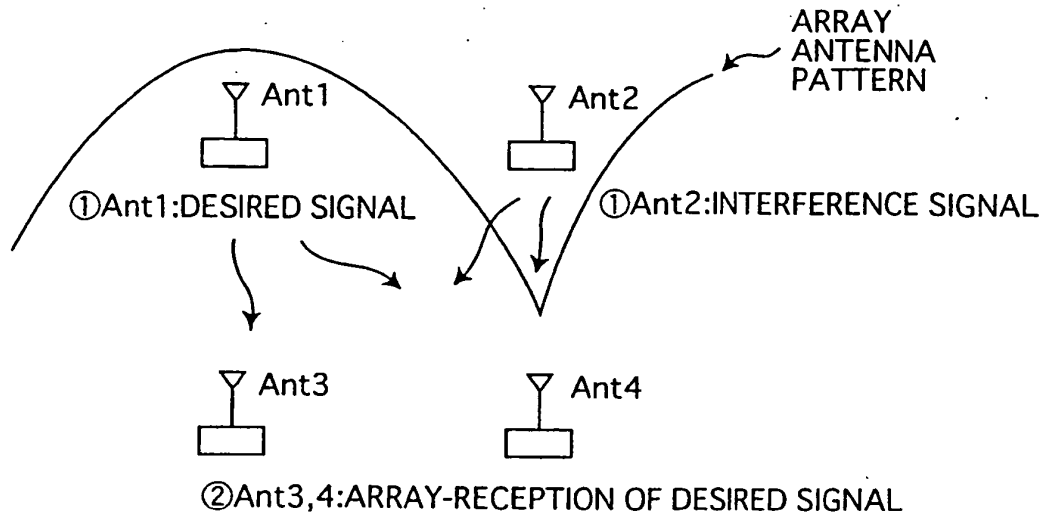 ARRAY
ANTENNA
PATTERN
Ant1
Ant2
①Ant1:DESIRED SIGNAL
①Ant2:INTERFERENCE SIGNAL
Ant3
Ant4
②Ant3,4:ARRAY-RECEPTION OF DESIRED SIGNAL